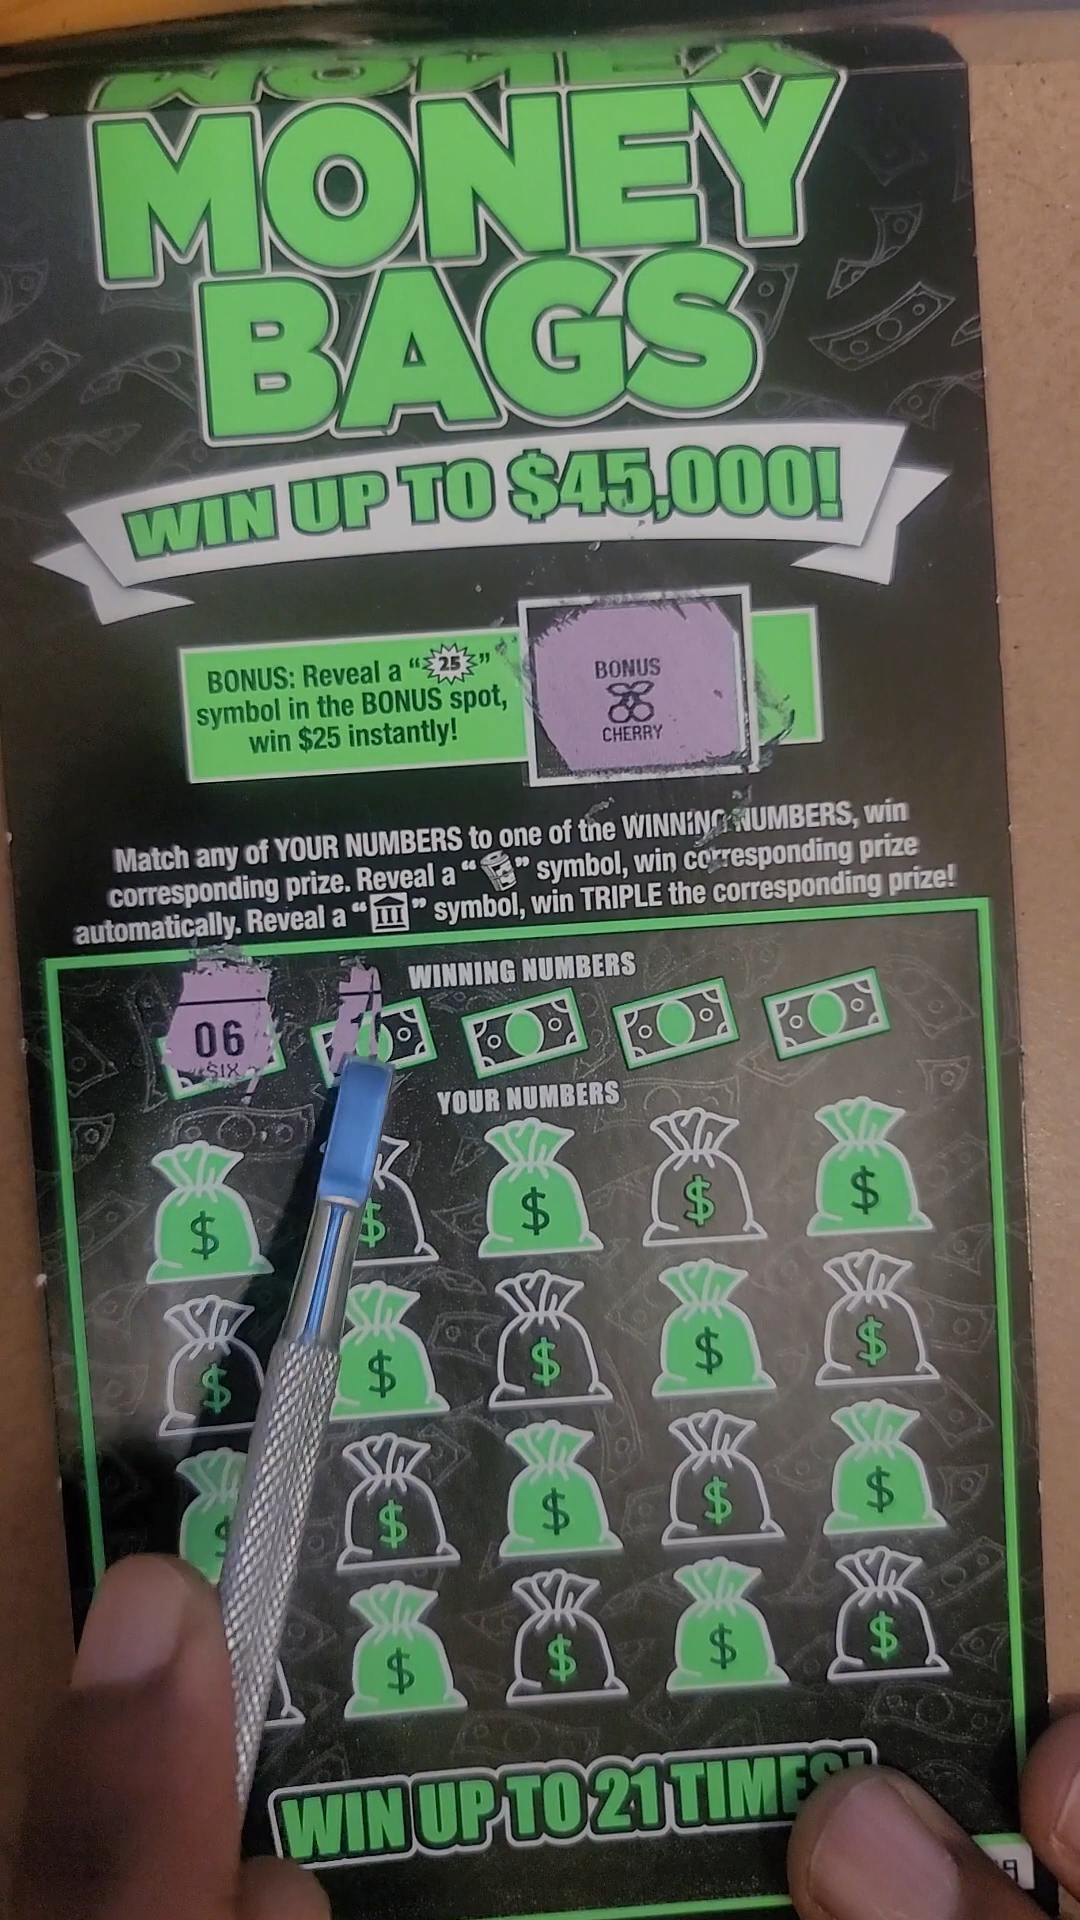 MONEY
BAGS
WIN UP TO $45,000!
BONUS: Reveal a "25"
symbol in the BONUS spot,
win $25 instantly!
BONUS
CHERRY
Match any of YOUR NUMBERS to one of the WINNING NUMBERS, win
corresponding prize. Reveal a " " symbol, win corresponding prize
automatically. Reveal a " " symbol, win TRIPLE the corresponding prize!
WINNING NUMBERS
06
SIX
YOUR NUMBERS
$ $ $ $ $
$ $ $ $ $
$ $ $ $ $
$ $ $ $
WIN UP TO 21 TIMES!